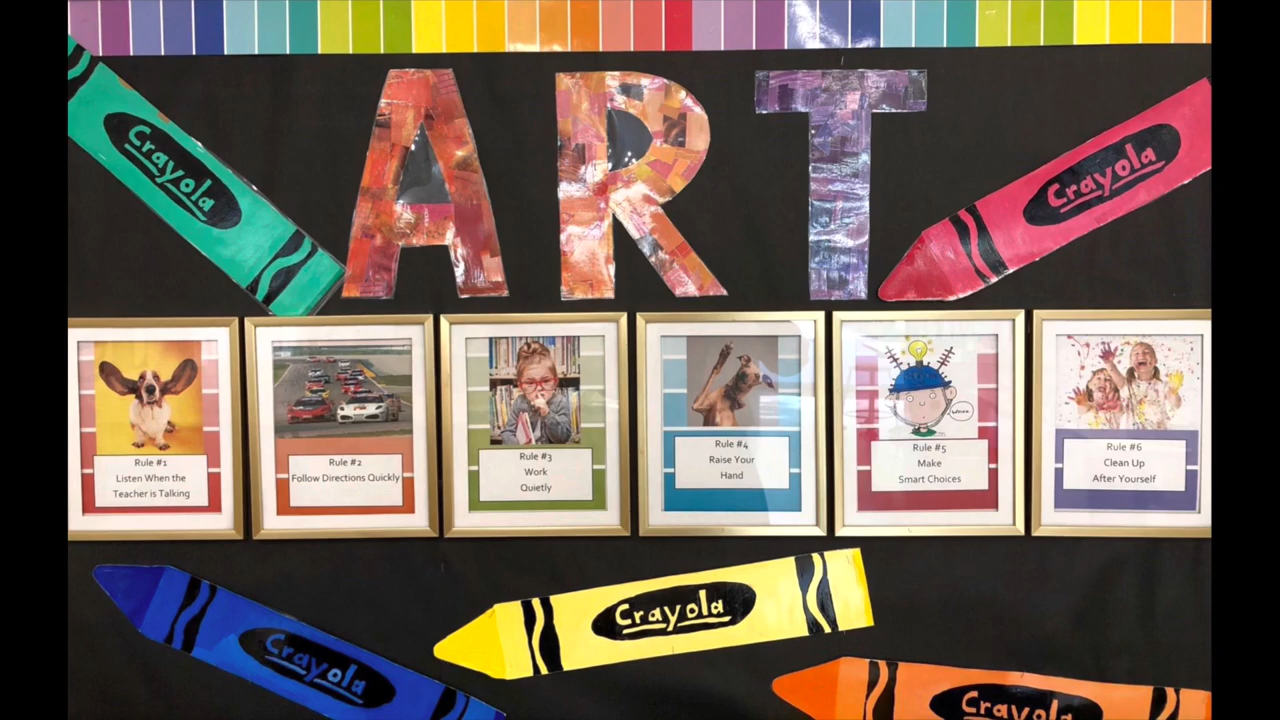 Crayola
ART
Crayola
Rule #1
Listen When the
Teacher is Talking
Rule #2
Follow Directions Quickly
Rule #3
Work
Quietly
Rule #4
Raise Your
Hand
Rule #5
Make
Smart Choices
Rule #6
Clean Up
After Yourself
Crayola
Crayola
Crayola